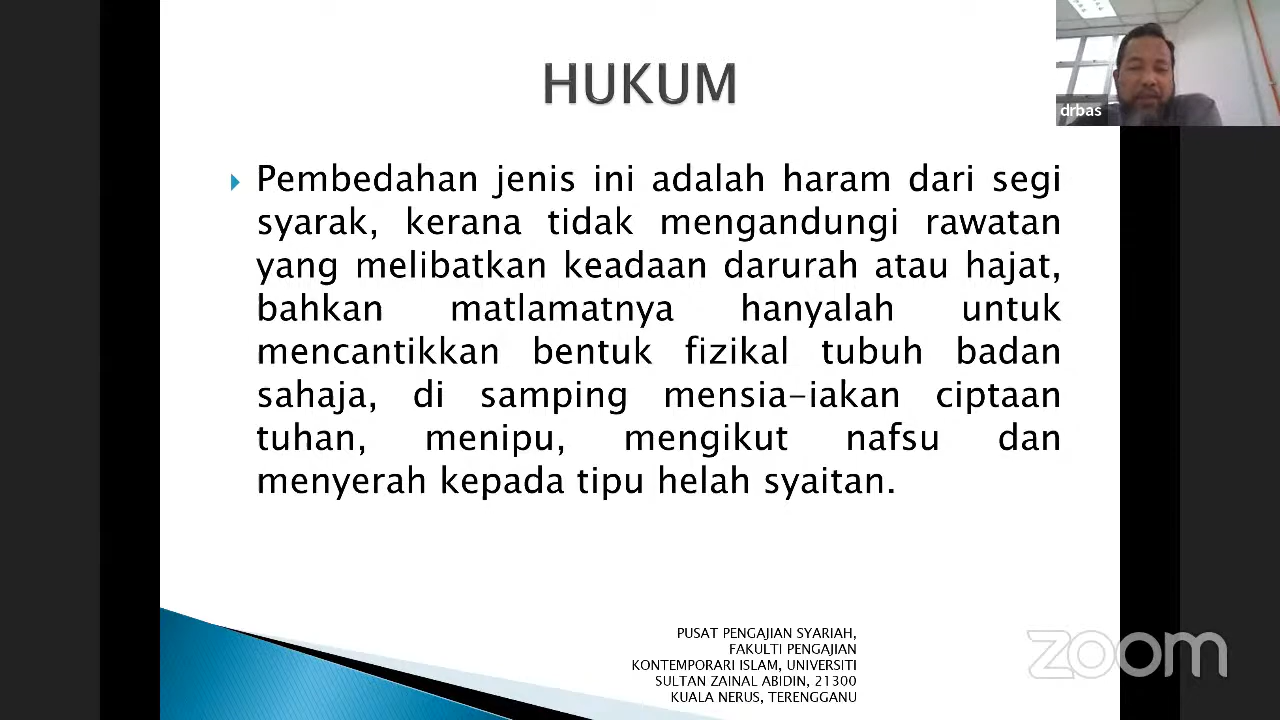 HUKUM
drbas
Pembedahan jenis ini adalah haram dari segi
syarak, kerana tidak mengandungi rawatan
yang melibatkan keadaan darurah atau hajat,
bahkan matlamatnya hanyalah untuk
mencantikkan bentuk fizikal tubuh badan
sahaja, di samping mensia-iakan ciptaan
tuhan, menipu, mengikut nafsu dan
menyerah kepada tipu helah syaitan.
PUSAT PENGAJIAN SYARIAH,
FAKULTI PENGAJIAN
KONTEMPORARI ISLAM, UNIVERSITI
SULTAN ZAINAL ABIDIN, 21300
KUALA NERUS, TERENGGANU
zoom